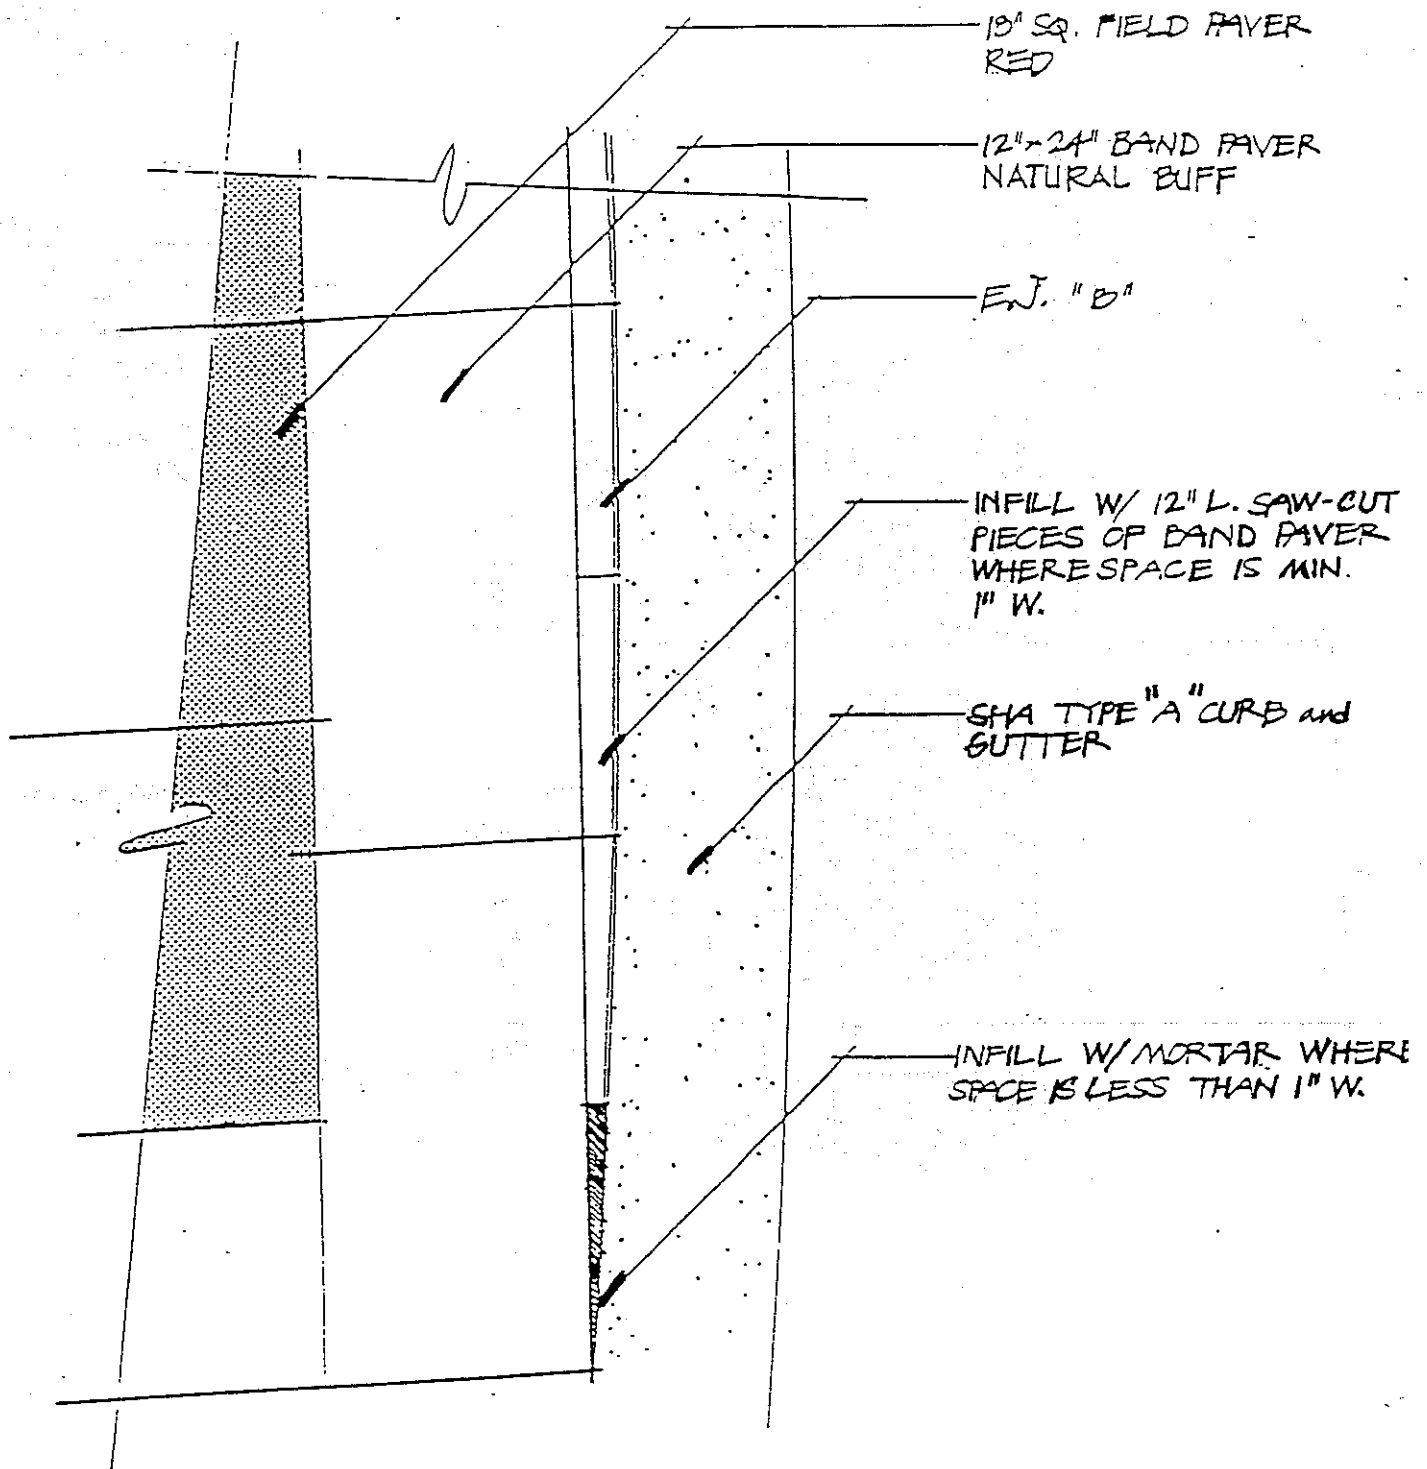 18" SQ. FIELD PAVER
RED
12"x24" BAND PAVER
NATURAL BUFF
E.J. "B"
INFILL W/ 12" L. SAW-CUT
PIECES OF BAND PAVER
WHERE SPACE IS MIN.
1" W.
SHA TYPE "A" CURB and
GUTTER
INFILL W/ MORTAR WHERE
SPACE IS LESS THAN 1" W.